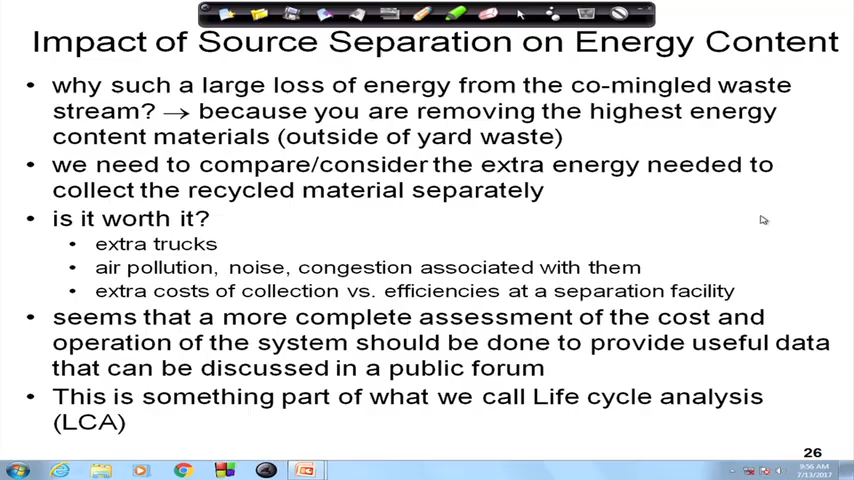 Impact of Source Separation on Energy Content
• why such a large loss of energy from the co-mingled waste
stream? → because you are removing the highest energy
content materials (outside of yard waste)
• we need to compare/consider the extra energy needed to
collect the recycled material separately
• is it worth it?
• extra trucks
• air pollution, noise, congestion associated with them
• extra costs of collection vs. efficiencies at a separation facility
• seems that a more complete assessment of the cost and
operation of the system should be done to provide useful data
that can be discussed in a public forum
• This is something part of what we call Life cycle analysis
(LCA)
26
9:56 AM
7/13/2017